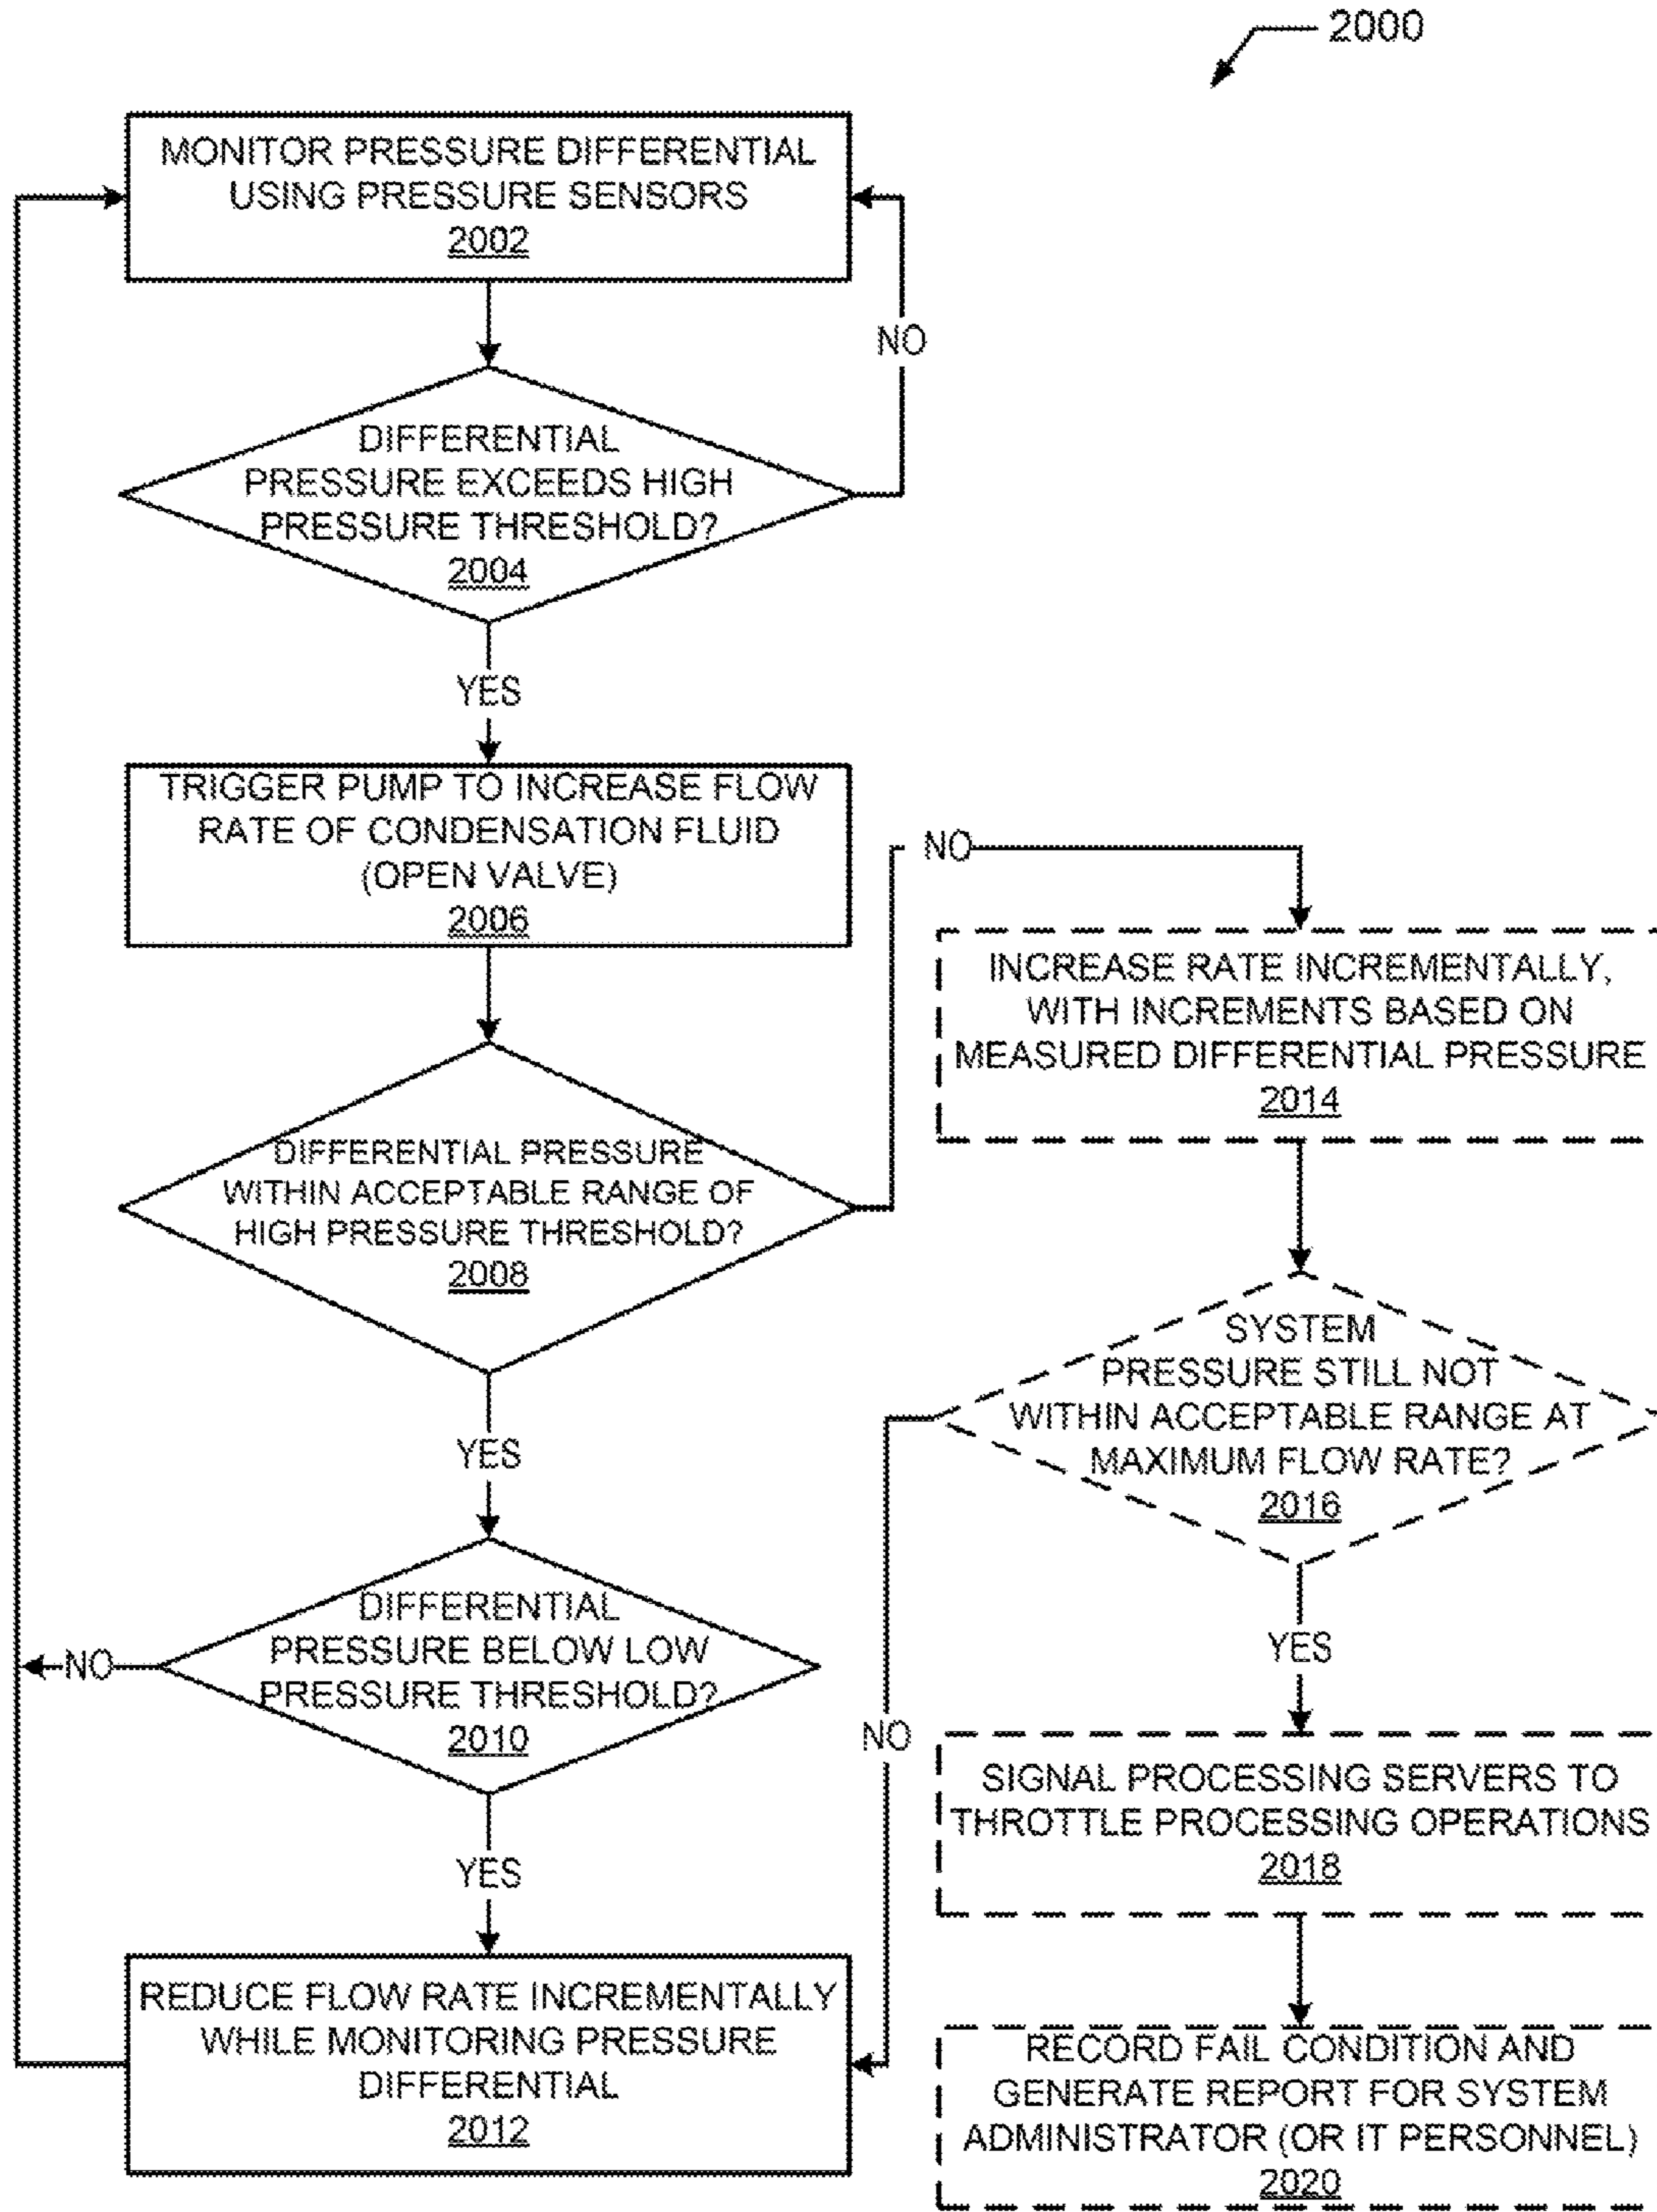 2000
MONITOR PRESSURE DIFFERENTIAL
USING PRESSURE SENSORS
2002
NO
DIFFERENTIAL
PRESSURE EXCEEDS HIGH
PRESSURE THRESHOLD?
2004
YES
TRIGGER PUMP TO INCREASE FLOW
RATE OF CONDENSATION FLUID
(OPEN VALVE)
2006
DIFFERENTIAL PRESSURE
WITHIN ACCEPTABLE RANGE OF
HIGH PRESSURE THRESHOLD?
2008
YES
DIFFERENTIAL
PRESSURE BELOW LOW
PRESSURE THRESHOLD?
2010
NO
YES
REDUCE FLOW RATE INCREMENTALLY
WHILE MONITORING PRESSURE
DIFFERENTIAL
2012
NO
INCREASE RATE INCREMENTALLY,
WITH INCREMENTS BASED ON
MEASURED DIFFERENTIAL PRESSURE
2014
SYSTEM
PRESSURE STILL NOT
WITHIN ACCEPTABLE RANGE AT
MAXIMUM FLOW RATE?
2016
NO
YES
SIGNAL PROCESSING SERVERS TO
THROTTLE PROCESSING OPERATIONS
2018
RECORD FAIL CONDITION AND
GENERATE REPORT FOR SYSTEM
ADMINISTRATOR (OR IT PERSONNEL)
2020